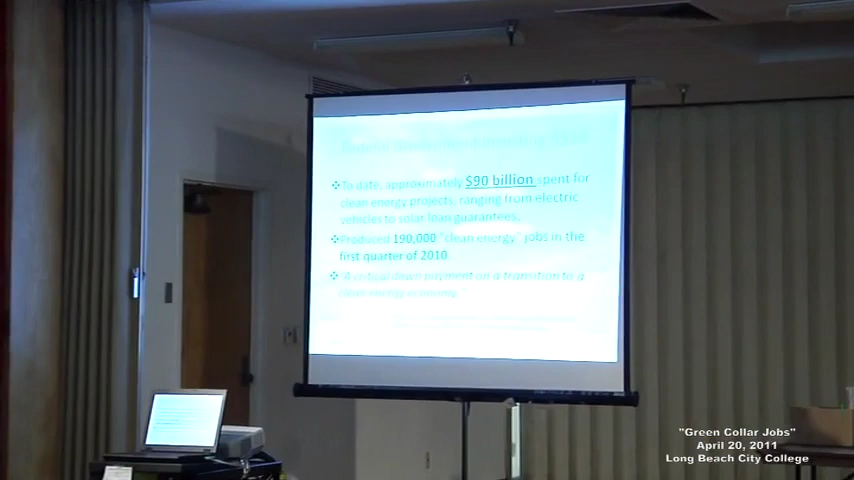 To date, approximately $90 billion spent for
clean energy projects, ranging from electric
vehicles to solar loan guarantees.
Produced 190,000 "clean energy" jobs in the
first quarter of 2010.
"A critical down payment on a transition to a
clean energy economy."
"Green Collar Jobs"
April 20, 2011
Long Beach City College